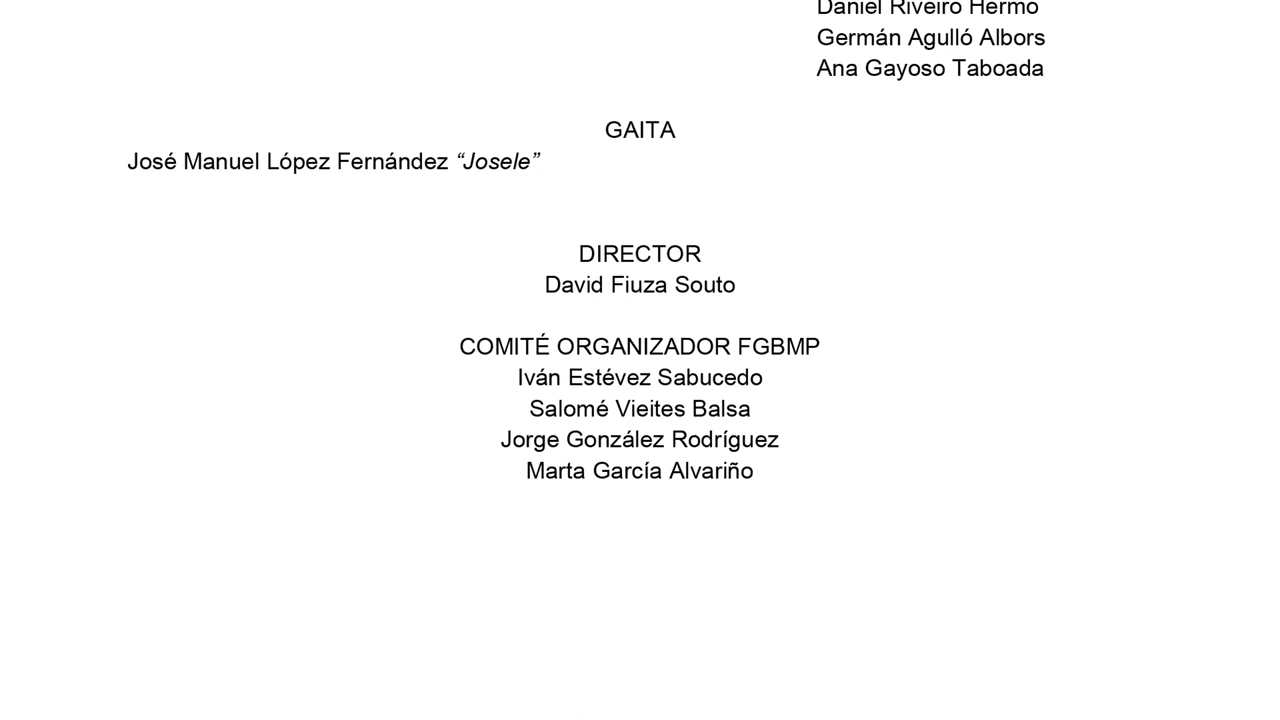 Daniel Riveiro Hermo
Germán Agulló Albors
Ana Gayoso Taboada
GAITA
José Manuel López Fernández “Josele”
DIRECTOR
David Fiuza Souto
COMITÉ ORGANIZADOR FGBMP
Iván Estévez Sabucedo
Salomé Vieites Balsa
Jorge González Rodríguez
Marta García Alvariño